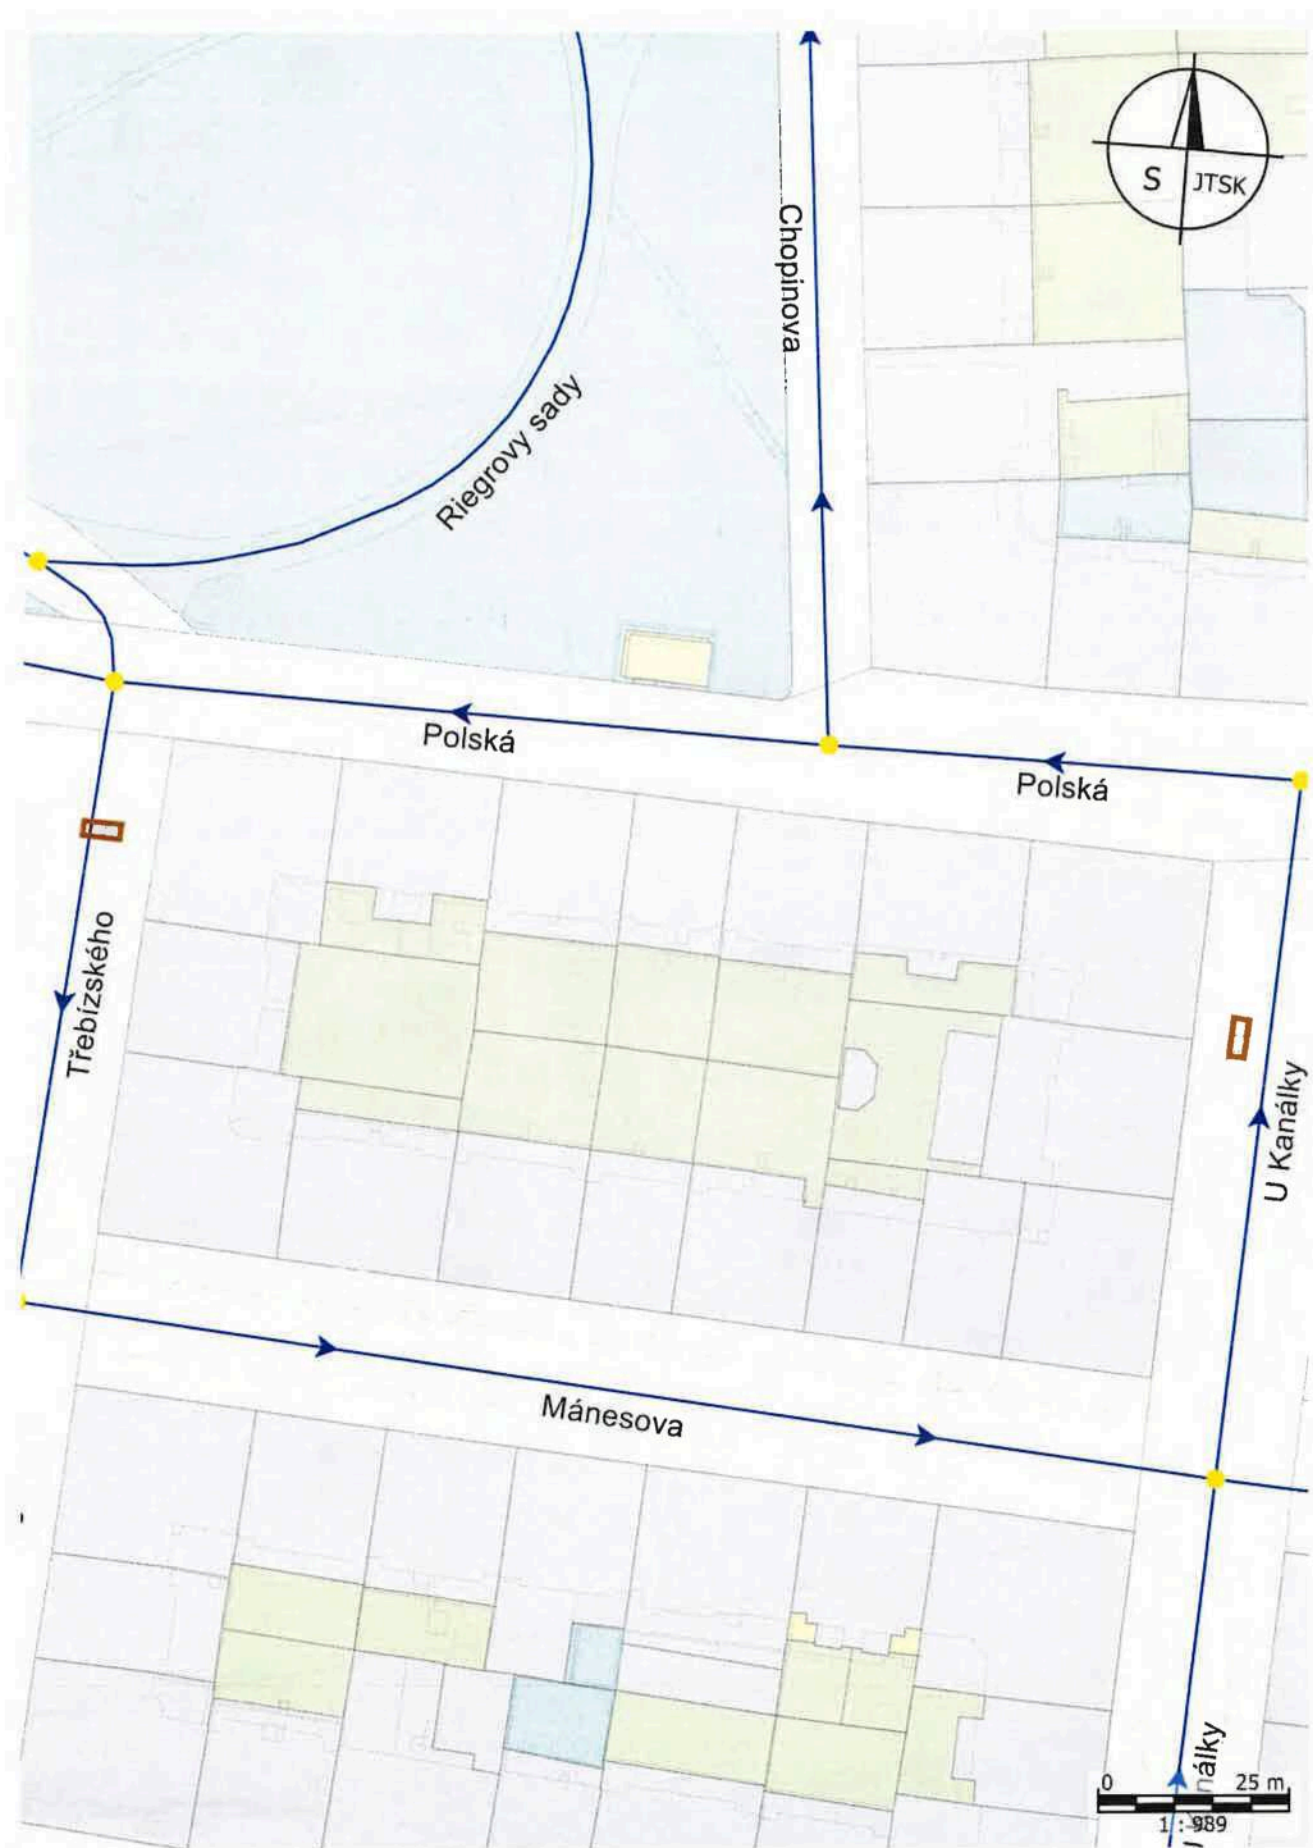 Chopinova
S JTSK
Riegrovy sady
Polská
Polská
Třebízského
U Kanálky
Mánesova
nálky
0 25 m
1 : 989